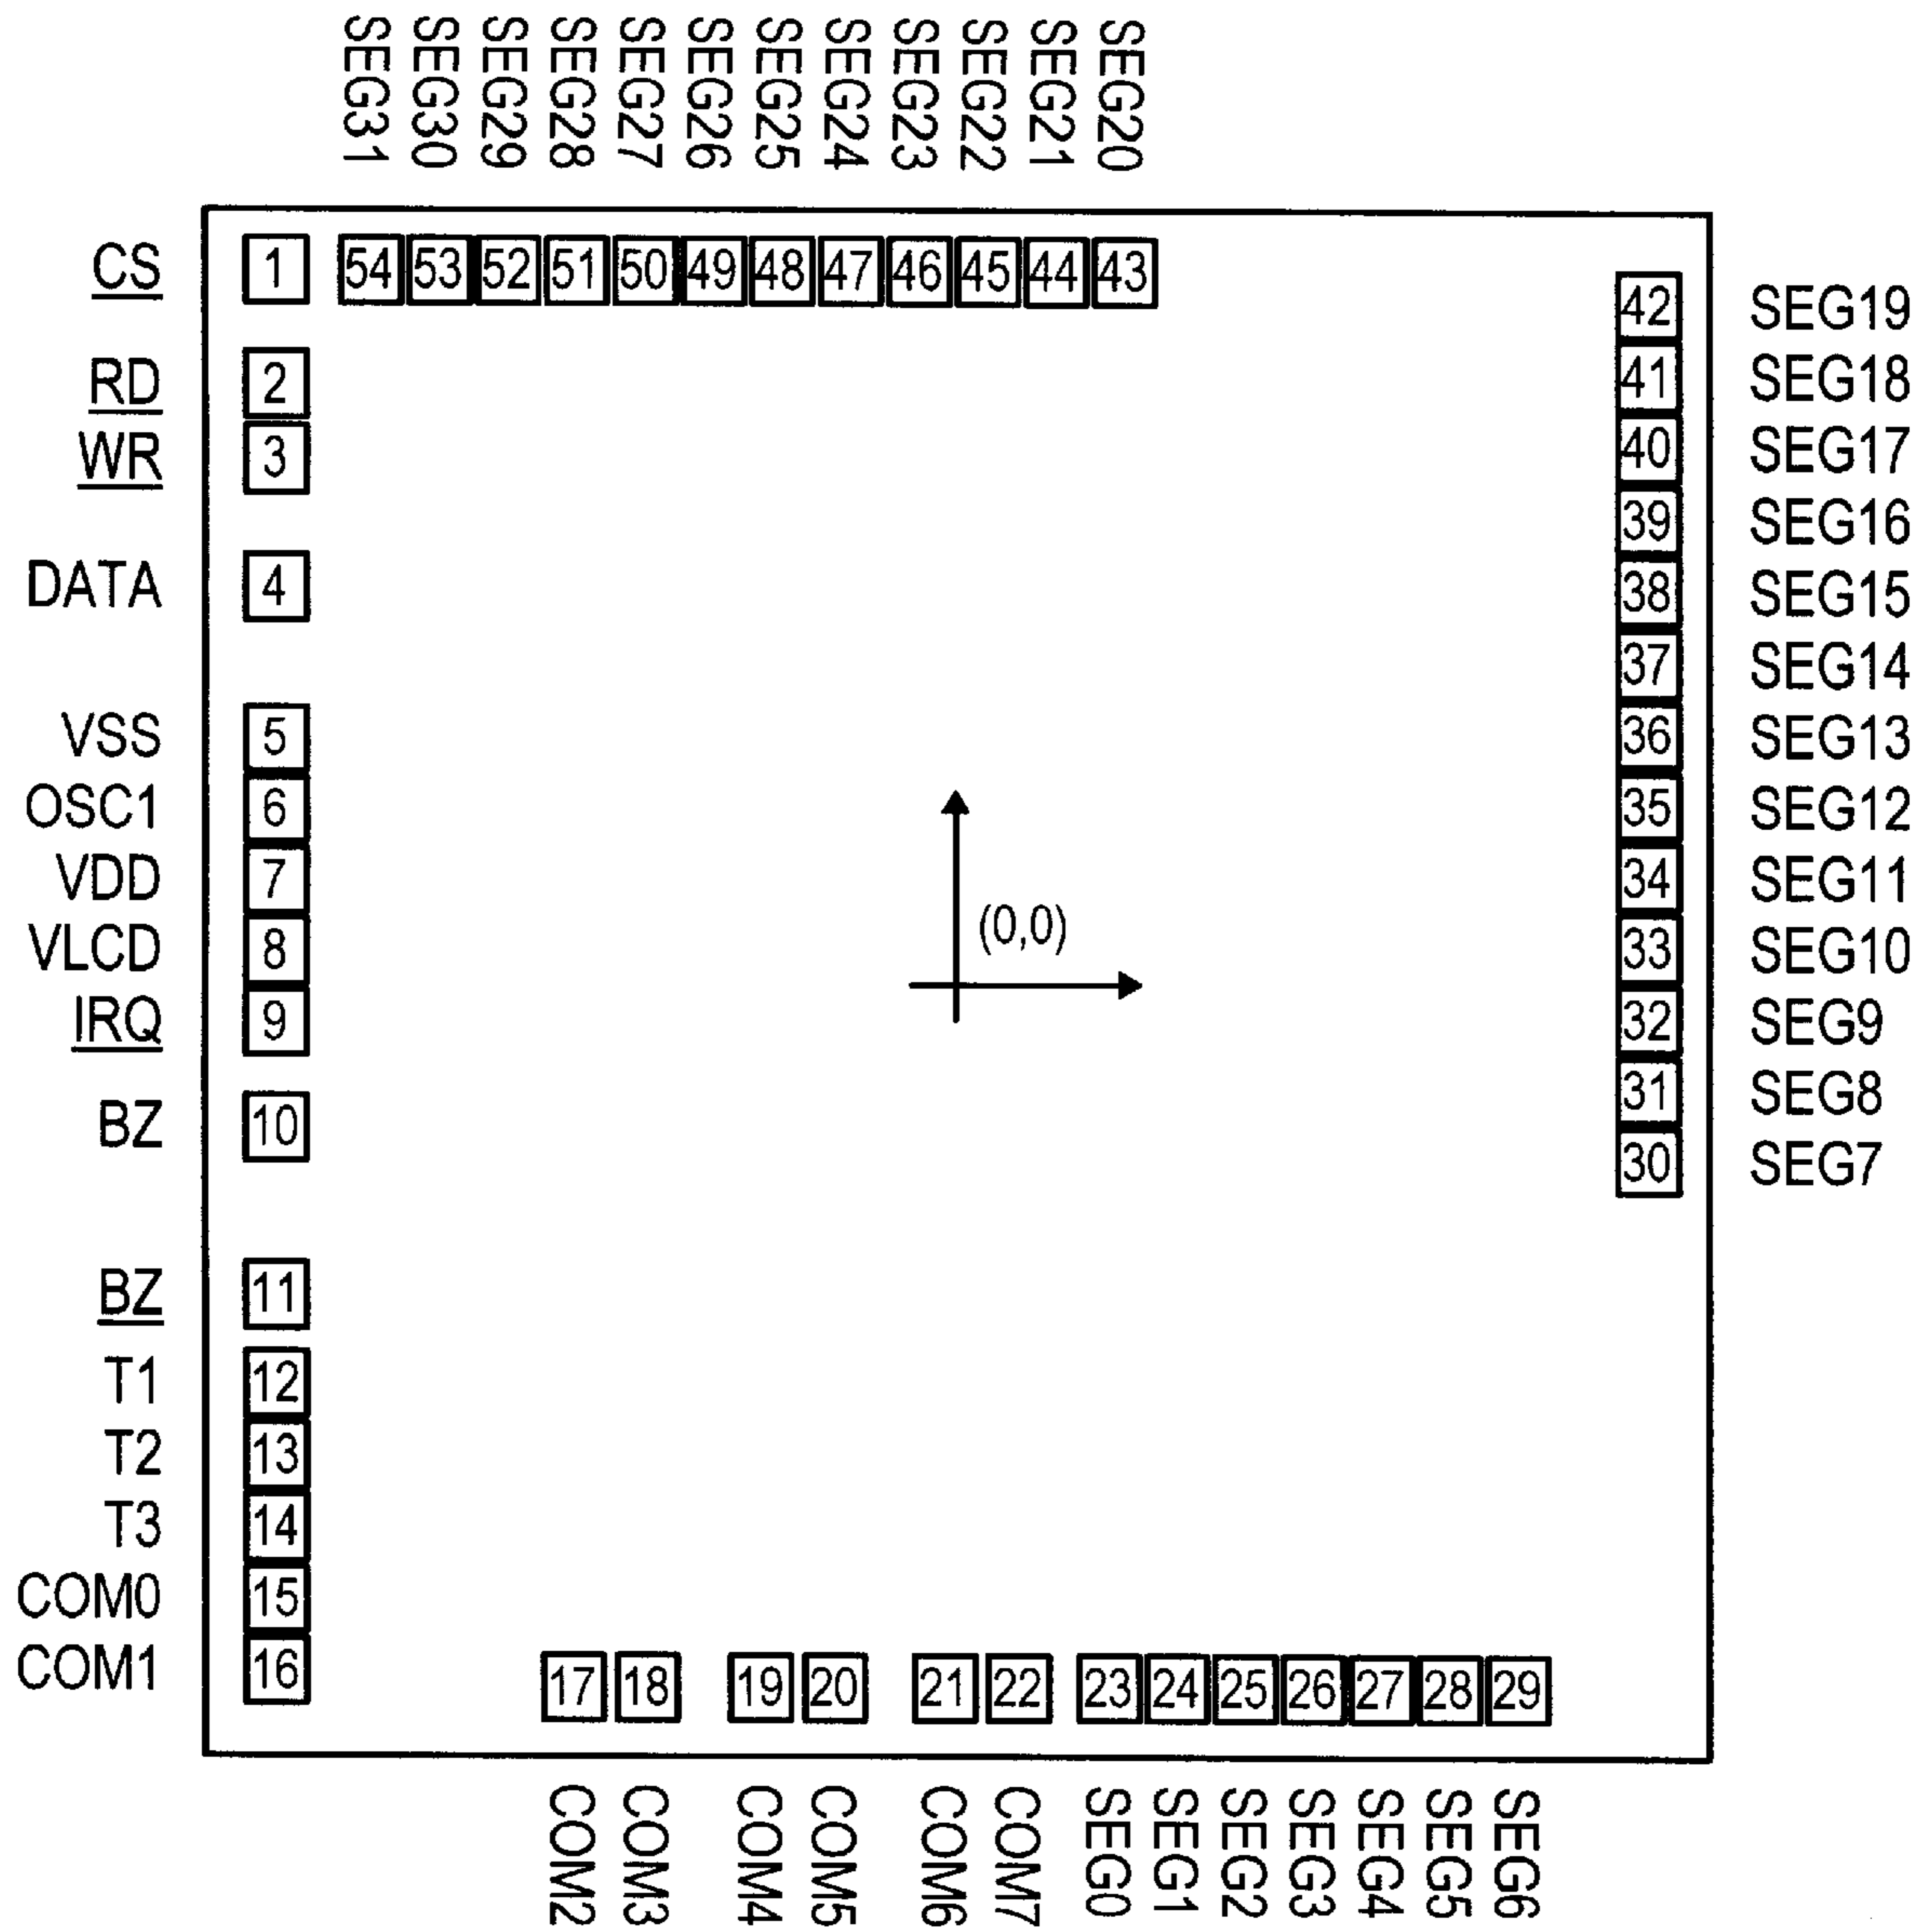 SEG31 SEG30 SEG29 SEG28 SEG27 SEG26 SEG25 SEG24 SEG23 SEG22 SEG21 SEG20
CS 1 54 53 52 51 50 49 48 47 46 45 44 43
42 SEG19
RD 2 41 SEG18
WR 3 40 SEG17
39 SEG16
DATA 4 38 SEG15
37 SEG14
VSS 5 36 SEG13
OSC1 6 35 SEG12
VDD 7 34 SEG11
(0,0)
VLCD 8 33 SEG10
IRQ 9 32 SEG9
BZ 10 31 SEG8
30 SEG7
BZ 11
T1 12
T2 13
T3 14
COM0 15
COM1 16 17 18 19 20 21 22 23 24 25 26 27 28 29
COM2 COM3 COM4 COM5 COM6 COM7 SEG0 SEG1 SEG2 SEG3 SEG4 SEG5 SEG6